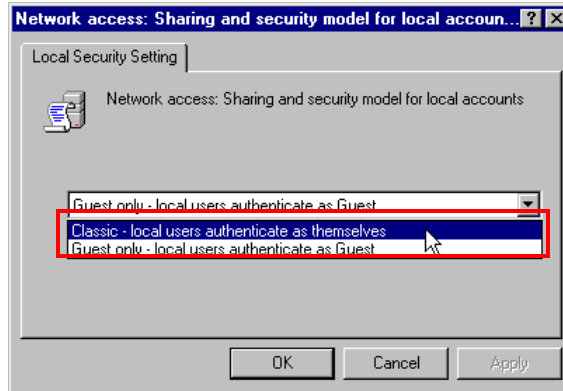 Network access: Sharing and security model for local accoun...
Local Security Setting
Network access: Sharing and security model for local accounts
Guest only - local users authenticate as Guest
Classic - local users authenticate as themselves
Guest only - local users authenticate as Guest
OK Cancel Apply